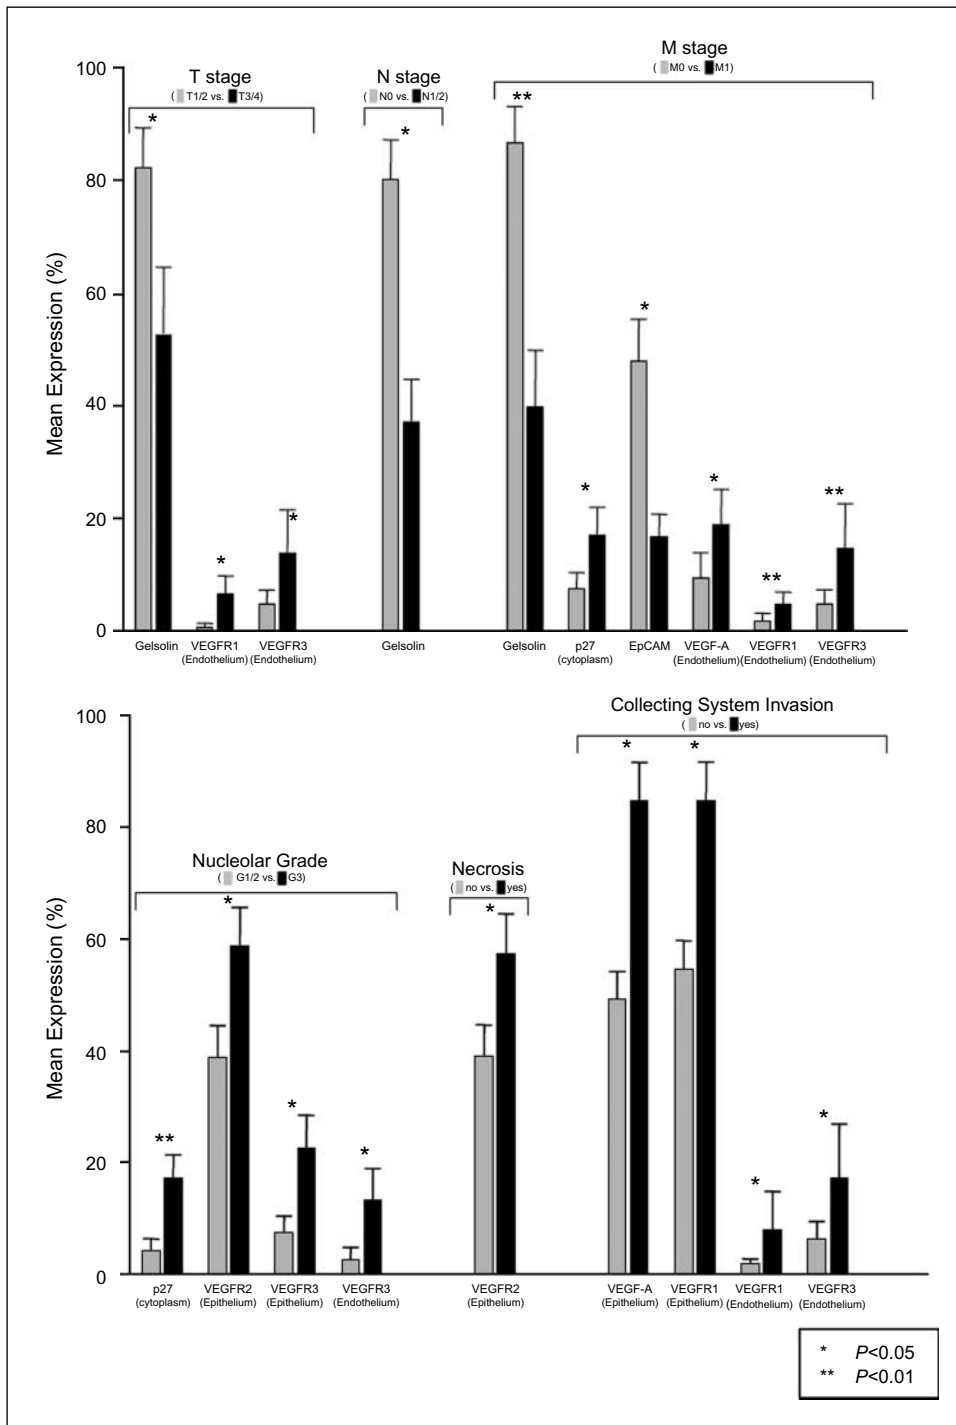 M stage
( M0 vs. M1)
T stage
( T1/2 vs. T3/4)
N stage
( N0 vs. N1/2)
Mean Expression (%)
100
80
60
40
20
0
*
*
*
*
**
*
*
*
**
**
Gelsolin VEGFR1 VEGFR3 Gelsolin Gelsolin p27 EpCAM VEGF-A VEGFR1 VEGFR3
(Endothelium) (Endothelium) (cytoplasm) (Endothelium) (Endothelium) (Endothelium)
Collecting System Invasion
( no vs. yes)
Nucleolar Grade
( G1/2 vs. G3)
Necrosis
( no vs. yes)
Mean Expression (%)
100
80
60
40
20
0
**
*
*
*
*
*
*
*
*
p27 VEGFR2 VEGFR3 VEGFR3 VEGFR2 VEGF-A VEGFR1 VEGFR1 VEGFR3
(cytoplasm) (Epithelium) (Epithelium) (Endothelium) (Epithelium) (Epithelium) (Epithelium) (Endothelium) (Endothelium)
* P<0.05
** P<0.01